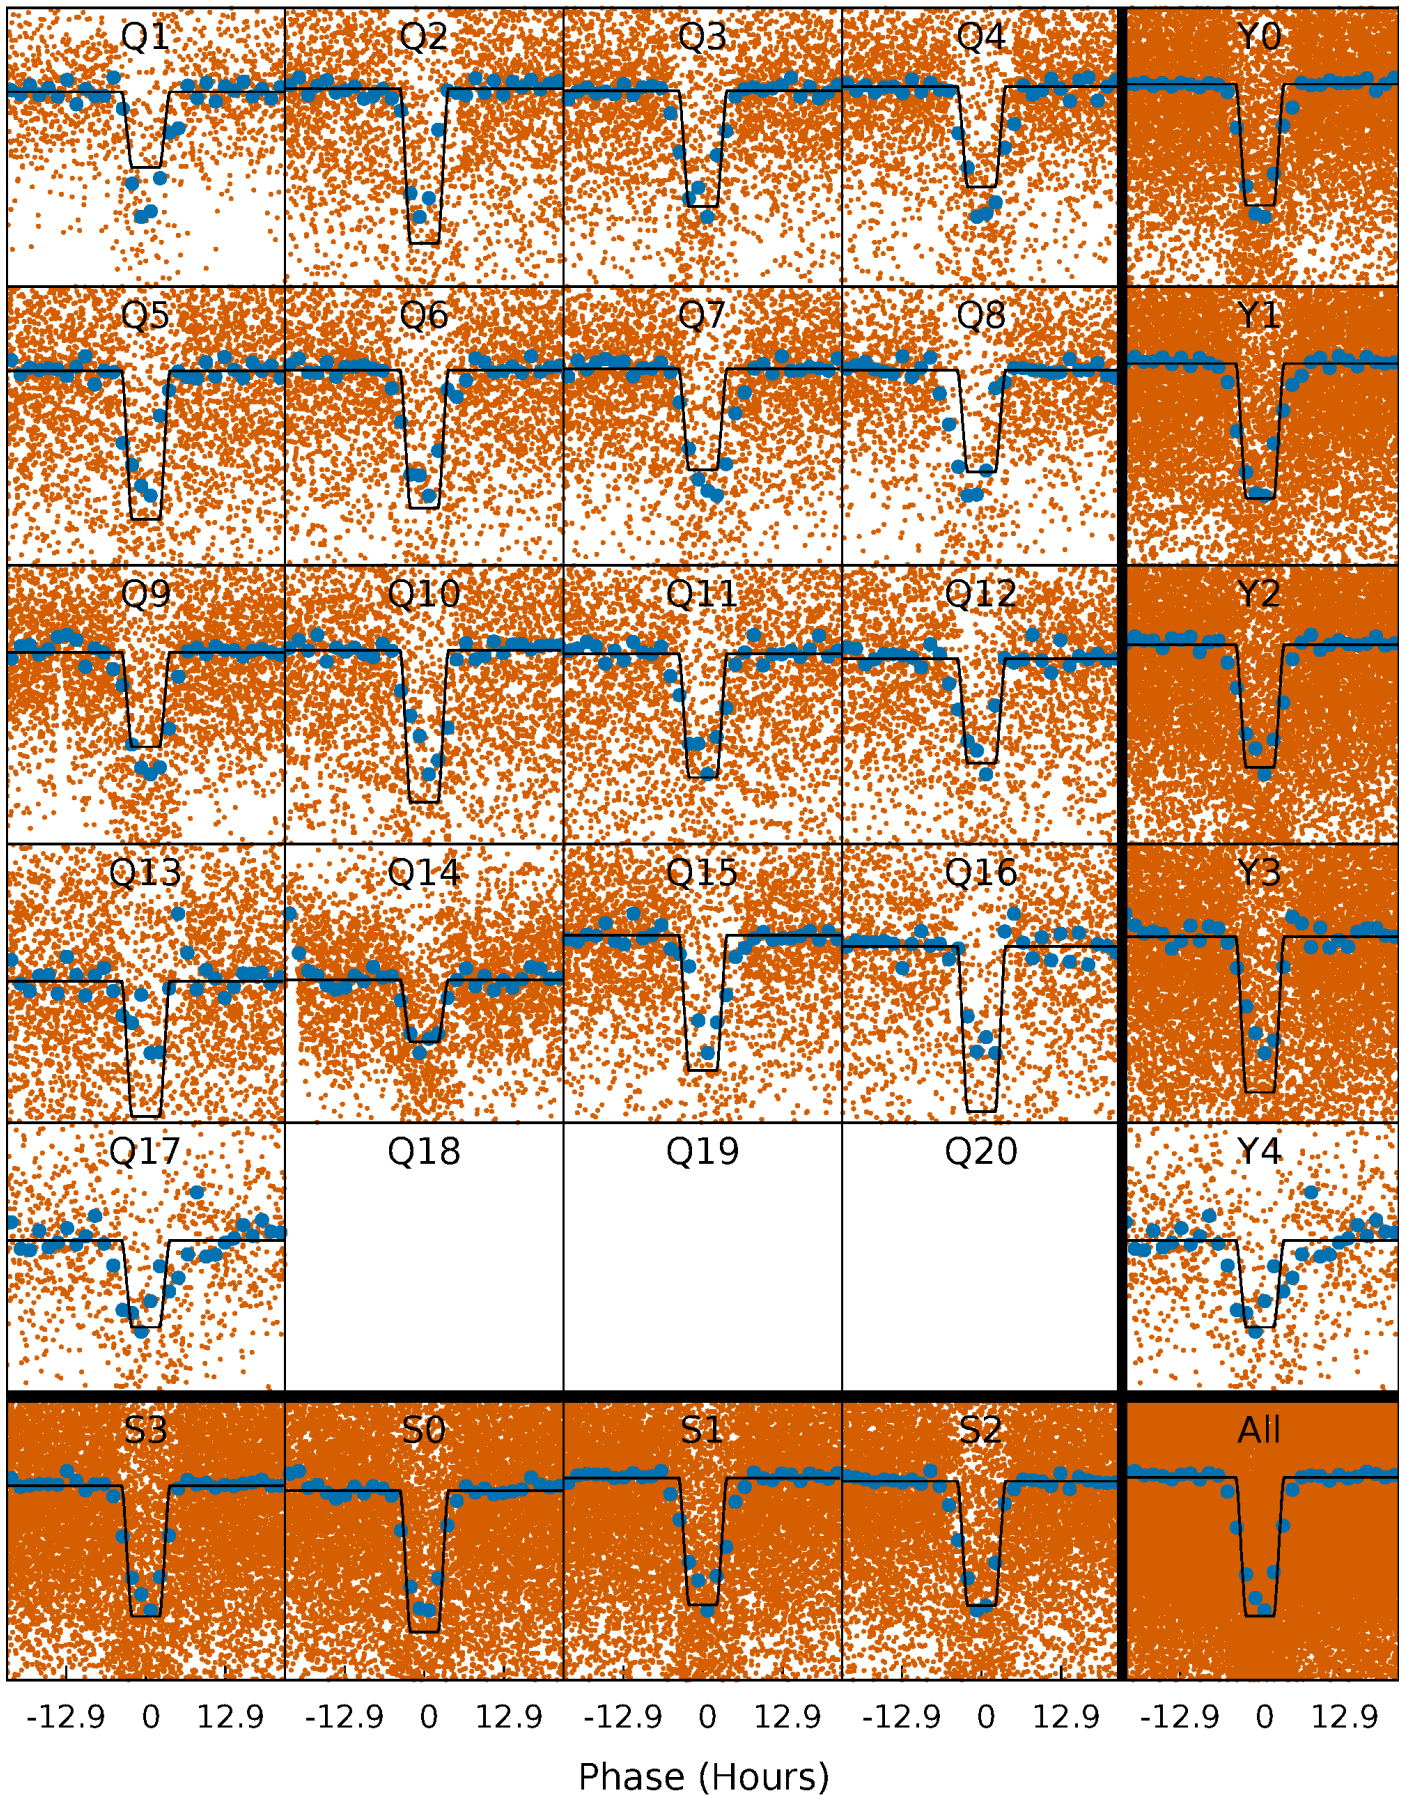 Q1 Q2 Q3 Q4 Y0
Q5 Q6 Q7 Q8 Y1
Q9 Q10 Q11 Q12 Y2
Q13 Q14 Q15 Q16 Y3
Q17 Q18 Q19 Q20 Y4
S3 S0 S1 S2 All
-12.9 0 12.9 -12.9 0 12.9 -12.9 0 12.9 -12.9 0 12.9 -12.9 0 12.9
Phase (Hours)